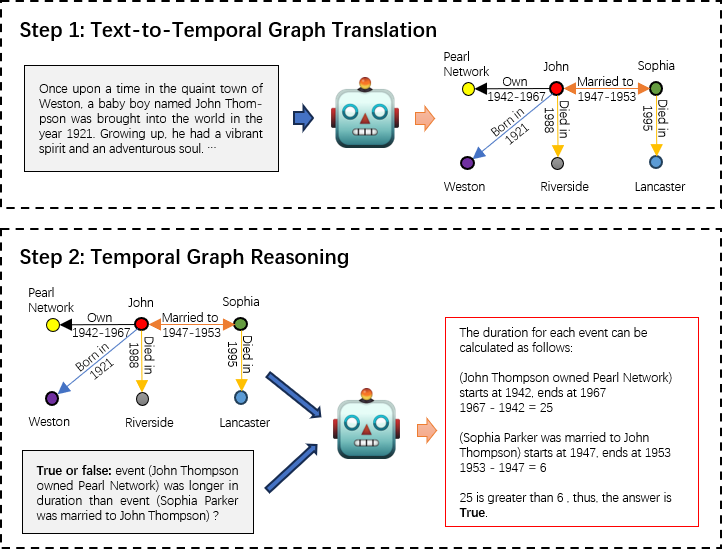 Step 1: Text-to-Temporal Graph Translation
Once upon a time in the quaint town of
Weston, a baby boy named John Thom-
pson was brought into the world in the
year 1921. Growing up, he had a vibrant
spirit and an adventurous soul. ...
Pearl
Network
John
Sophia
Own
1942-1967
Married to
1947-1953
Born in
1921
Died in
1988
Died in
1995
Weston
Riverside
Lancaster
Step 2: Temporal Graph Reasoning
Pearl
Network
John
Sophia
Own
1942-1967
Married to
1947-1953
Born in
1921
Died in
1988
Died in
1995
Weston
Riverside
Lancaster
True or false: event (John Thompson
owned Pearl Network) was longer in
duration than event (Sophia Parker
was married to John Thompson) ?
The duration for each event can be
calculated as follows:
(John Thompson owned Pearl Network)
starts at 1942, ends at 1967
1967 - 1942 = 25
(Sophia Parker was married to John
Thompson) starts at 1947, ends at 1953
1953 - 1947 = 6
25 is greater than 6 , thus, the answer is
True.